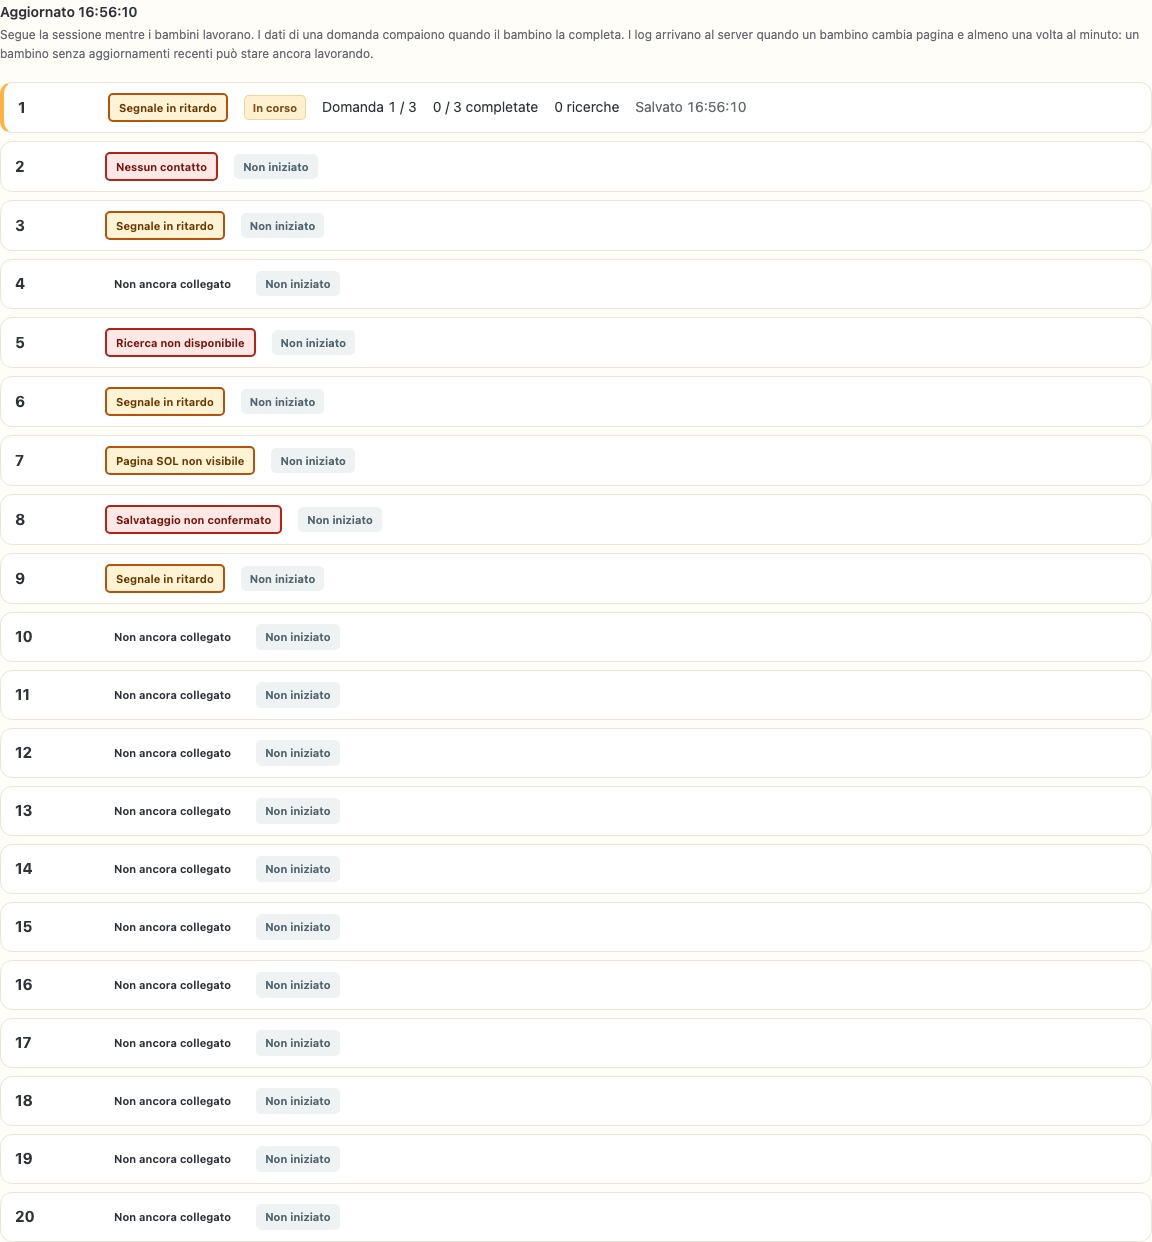 Aggiornato 16:56:10
Segue la sessione mentre i bambini lavorano. I dati di una domanda compaiono quando il bambino la completa. I log arrivano al server quando un bambino cambia pagina e almeno una volta al minuto: un
bambino senza aggiornamenti recenti può stare ancora lavorando.
1 Segnale in ritardo In corso Domanda 1 / 3 0 / 3 completate 0 ricerche Salvato 16:56:10
2 Nessun contatto Non iniziato
3 Segnale in ritardo Non iniziato
4 Non ancora collegato Non iniziato
5 Ricerca non disponibile Non iniziato
6 Segnale in ritardo Non iniziato
7 Pagina SOL non visibile Non iniziato
8 Salvataggio non confermato Non iniziato
9 Segnale in ritardo Non iniziato
10 Non ancora collegato Non iniziato
11 Non ancora collegato Non iniziato
12 Non ancora collegato Non iniziato
13 Non ancora collegato Non iniziato
14 Non ancora collegato Non iniziato
15 Non ancora collegato Non iniziato
16 Non ancora collegato Non iniziato
17 Non ancora collegato Non iniziato
18 Non ancora collegato Non iniziato
19 Non ancora collegato Non iniziato
20 Non ancora collegato Non iniziato